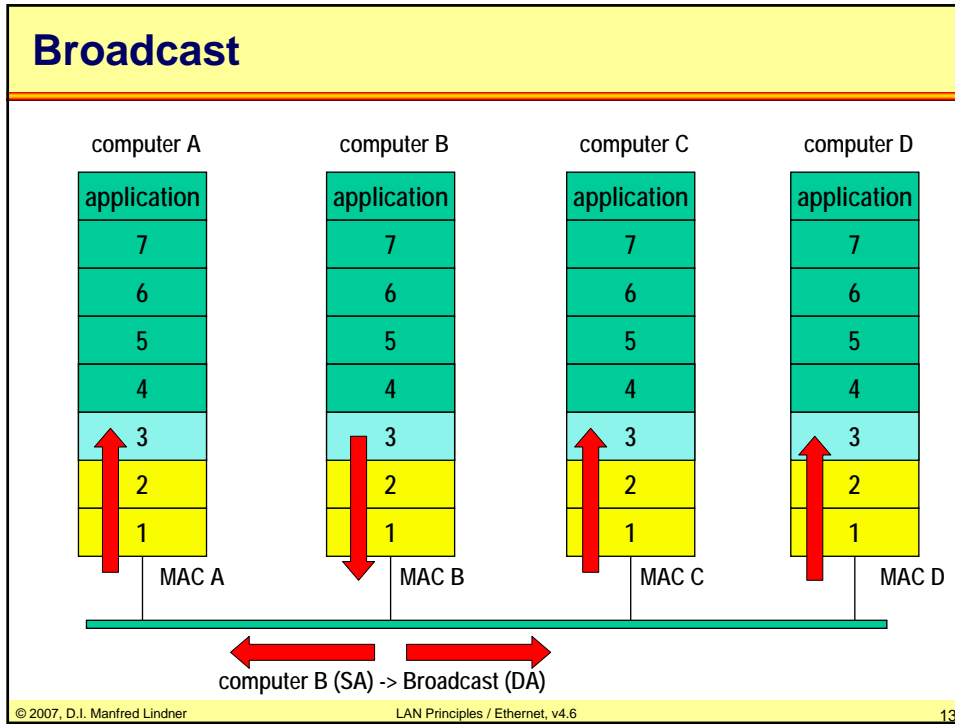 Broadcast
computer A computer B computer C computer D
application application application application
7 7 7 7
6 6 6 6
5 5 5 5
4 4 4 4
3 3 3 3
2 2 2 2
1 1 1 1
MAC A MAC B MAC C MAC D
computer B (SA) -> Broadcast (DA)
© 2007, D.I. Manfred Lindner LAN Principles / Ethernet, v4.6 13